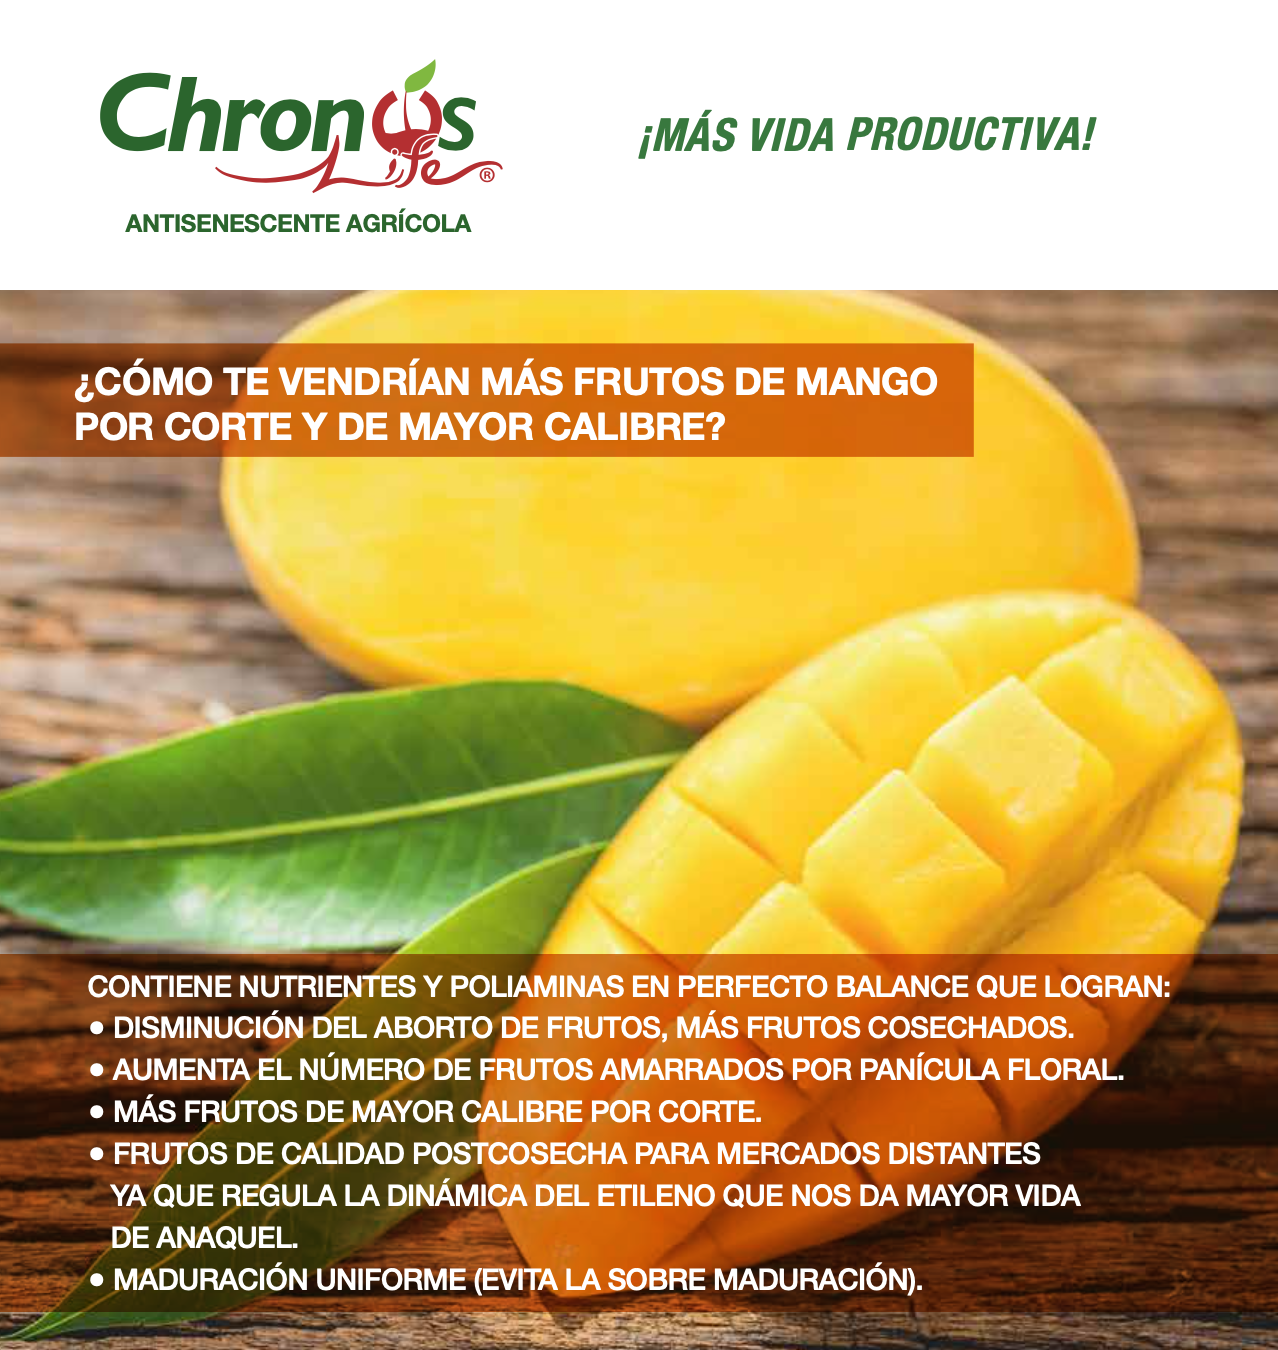 Chronos
Life®
ANTISENESCENTE AGRÍCOLA
¡MÁS VIDA PRODUCTIVA!
¿CÓMO TE VENDRÍAN MÁS FRUTOS DE MANGO
POR CORTE Y DE MAYOR CALIBRE?
CONTIENE NUTRIENTES Y POLIAMINAS EN PERFECTO BALANCE QUE LOGRAN:
• DISMINUCIÓN DEL ABORTO DE FRUTOS, MÁS FRUTOS COSECHADOS.
• AUMENTA EL NÚMERO DE FRUTOS AMARRADOS POR PANÍCULA FLORAL.
• MÁS FRUTOS DE MAYOR CALIBRE POR CORTE.
• FRUTOS DE CALIDAD POSTCOSECHA PARA MERCADOS DISTANTES
YA QUE REGULA LA DINÁMICA DEL ETILENO QUE NOS DA MAYOR VIDA
DE ANAQUEL.
• MADURACIÓN UNIFORME (EVITA LA SOBRE MADURACIÓN).